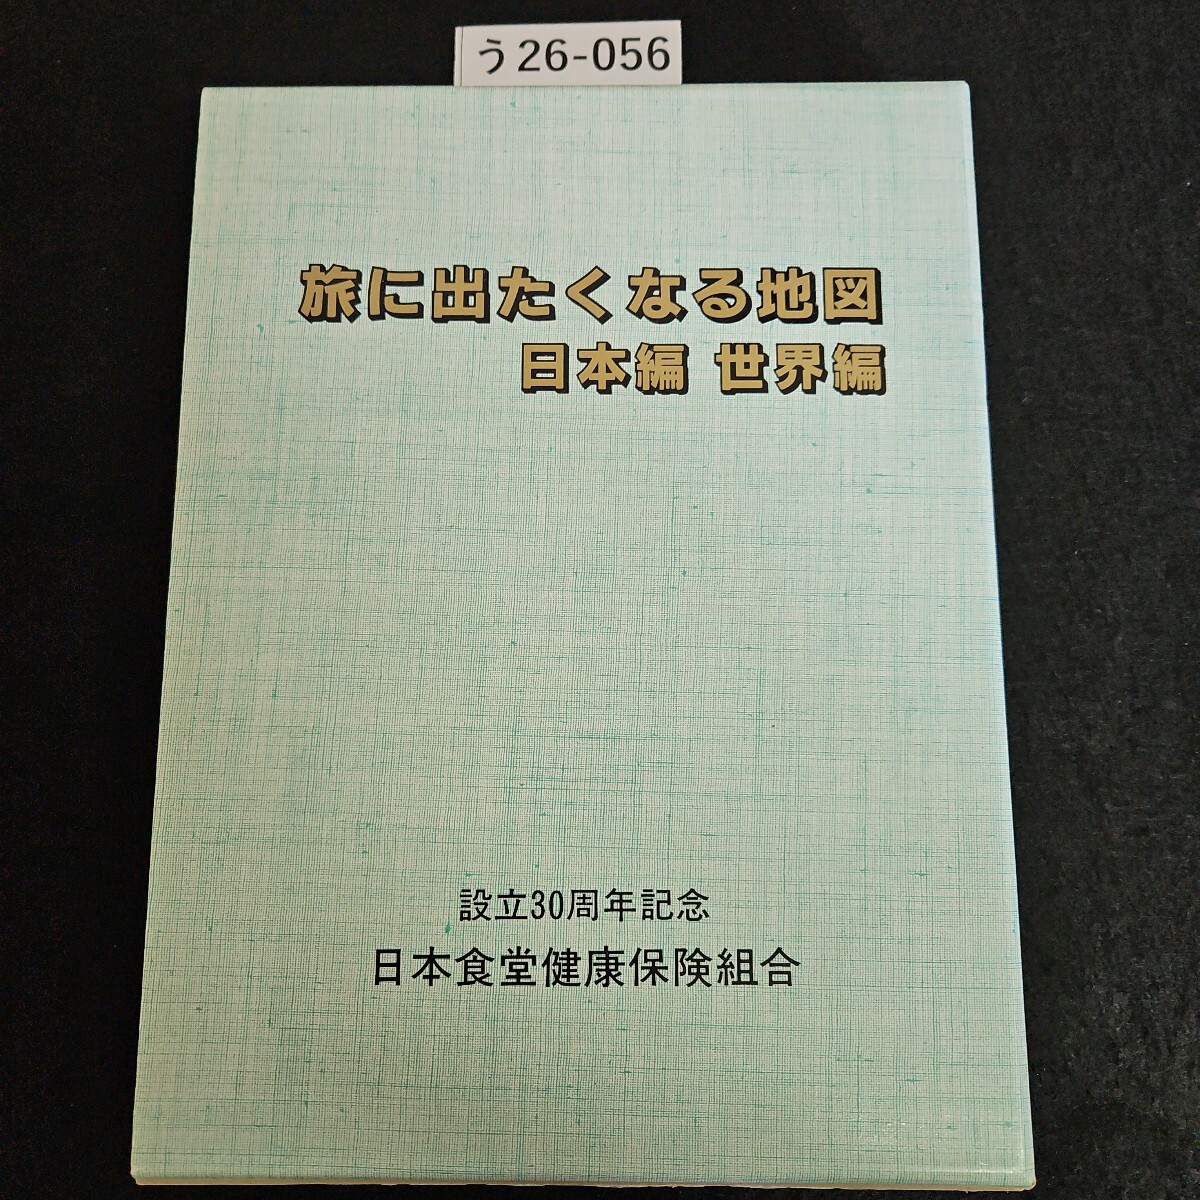 う26-056
旅に出たくなる地図
日本編 世界編
設立30周年記念
日本食堂健康保険組合